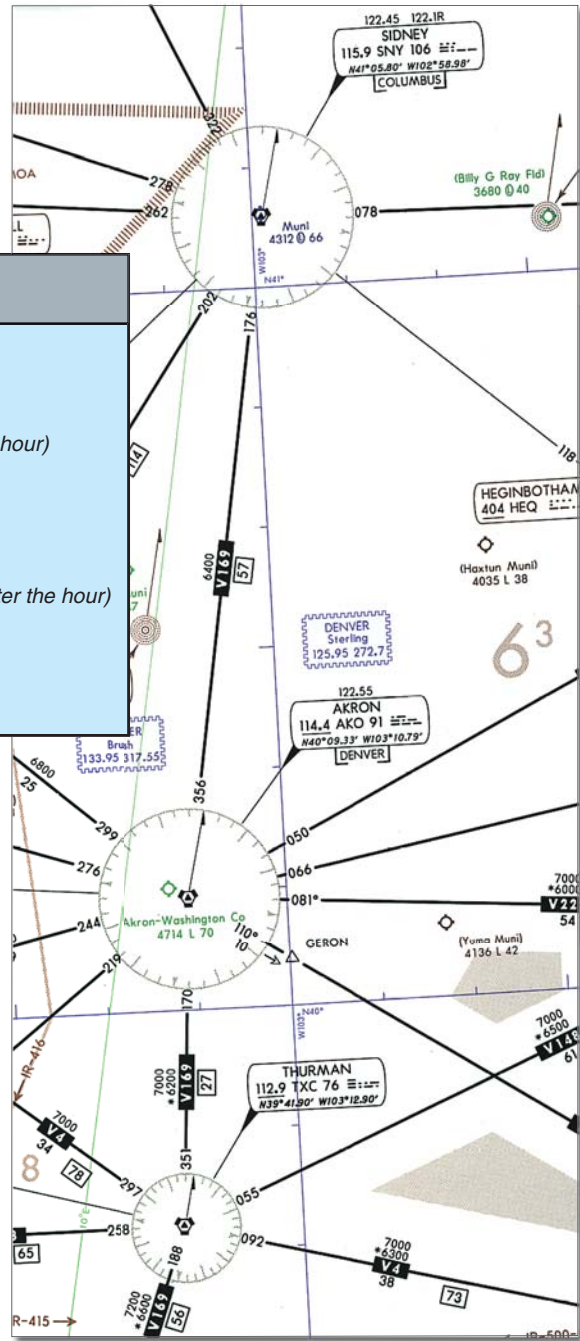 122.45 122.1R
SIDNEY
115.9 SNY 106
N41°05.80' W102°58.98'
COLUMBUS
322
278
262
OA
(Billy G Ray Fld)
3680 40
Muni
4312 66
078
W103°
N41°
202
176
118
hour)
114
HEGINBOTHAM
404 HEQ
(Haxtun Muni)
4035 L 38
6400
V169
57
uni
ter the hour)
DENVER
Sterling
125.95 272.7
6³
122.55
AKRON
114.4 AKO 91
N40°09.33' W103°10.79'
DENVER
ER
Brush
133.95 317.55
6800
25
356
299
050
276
066
081°
7000
*6000
V22
54
Akron-Washington Co
4714 L 70
244
110°
10
GERON
(Yuma Muni)
4136 L 42
219
170
W103°
N40°
IR-416
7000
*6200
V169
27
7000
*6500
V148
61
THURMAN
112.9 TXC 76
N39°41.90' W103°12.90'
7000
V4
34
78
8
351
297
055
258
092
188
65
7000
*6300
V4
38
73
7200
*6600
V169
56
R-415
IR-500